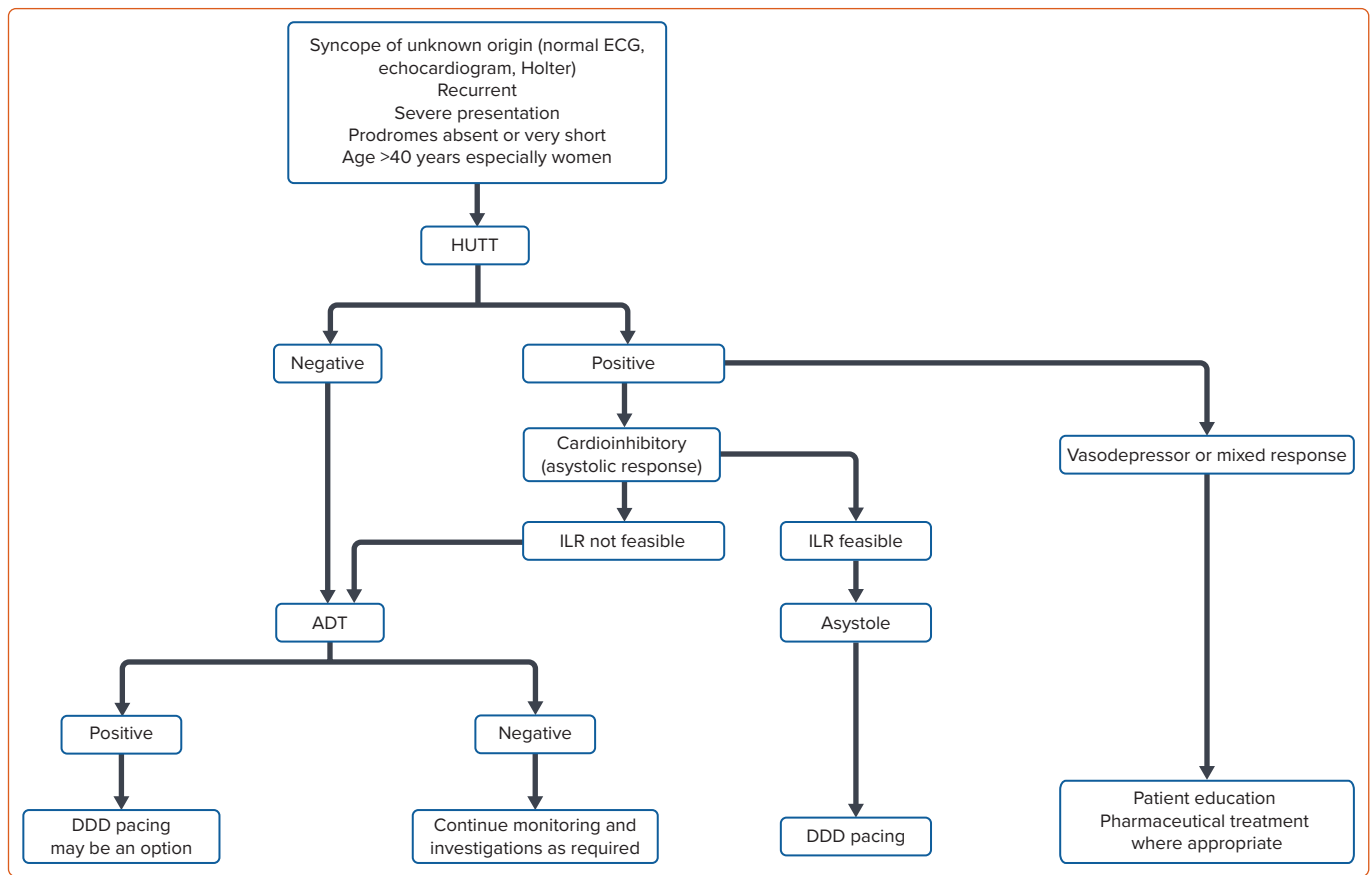 Syncope of unknown origin (normal ECG,
echocardiogram, Holter)
Recurrent
Severe presentation
Prodromes absent or very short
Age >40 years especially women
HUTT
Negative
Positive
Cardioinhibitory
(asystolic response)
Vasodepressor or mixed response
ILR not feasible
ILR feasible
ADT
Asystole
Positive
Negative
DDD pacing
may be an option
Continue monitoring and
investigations as required
DDD pacing
Patient education
Pharmaceutical treatment
where appropriate